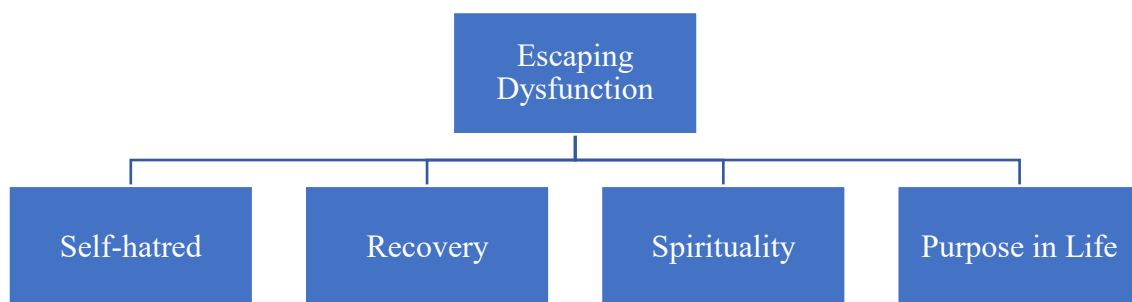 Escaping
Dysfunction
Self-hatred
Recovery
Spirituality
Purpose in Life